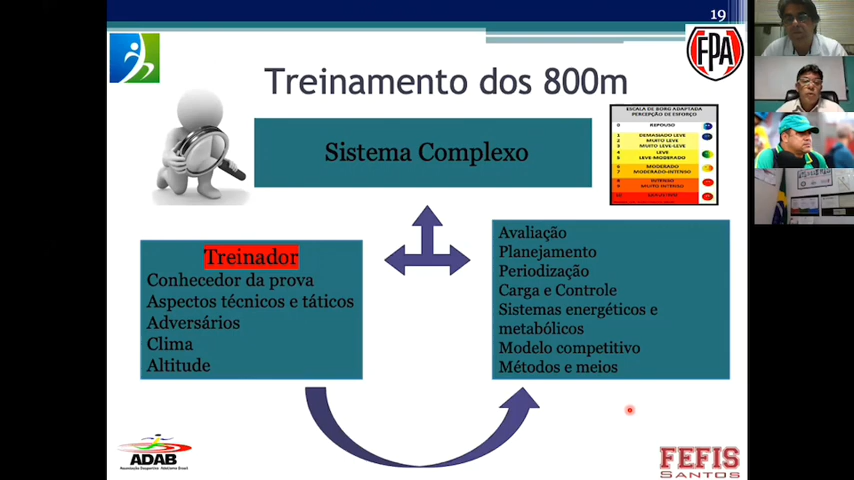 19
FPA
Treinamento dos 800m
ESCALA DE BORG ADAPTADA
PERCEPÇÃO DE ESFORÇO
0 REPOUSO
1 DEMASIADO LEVE
2 MUITO LEVE
3 MUITO LEVE-LEVE
4 LEVE
5 LEVE-MODERADO
6 MODERADO
7 MODERADO-INTENSO
8 INTENSO
9 MUITO INTENSO
Sistema Complexo
Treinador
Conhecedor da prova
Aspectos técnicos e táticos
Adversários
Clima
Altitude
Avaliação
Planejamento
Periodização
Carga e Controle
Sistemas energéticos e
metabólicos
Modelo competitivo
Métodos e meios
ADAB
FEFIS
SANTOS